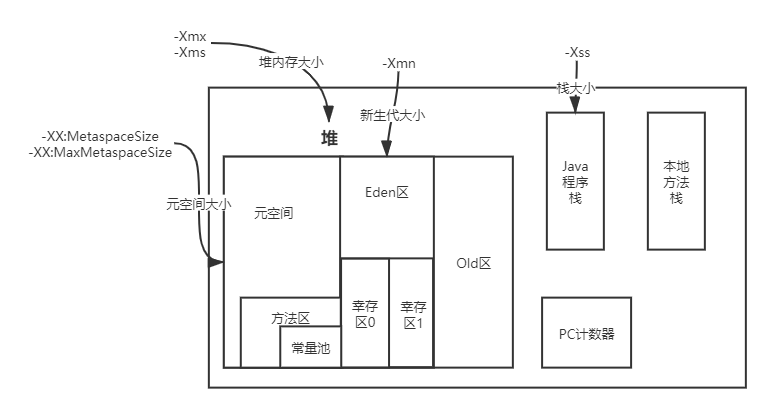 -Xmx
-Xms
堆内存大小
-Xmn
-Xss
栈大小
新生代大小
堆
-XX:MetaspaceSize
-XX:MaxMetaspaceSize
元空间大小
元空间
Eden区
Old区
方法区
常量池
幸存
区0
幸存
区1
Java
程序
栈
本地
方法
栈
PC计数器